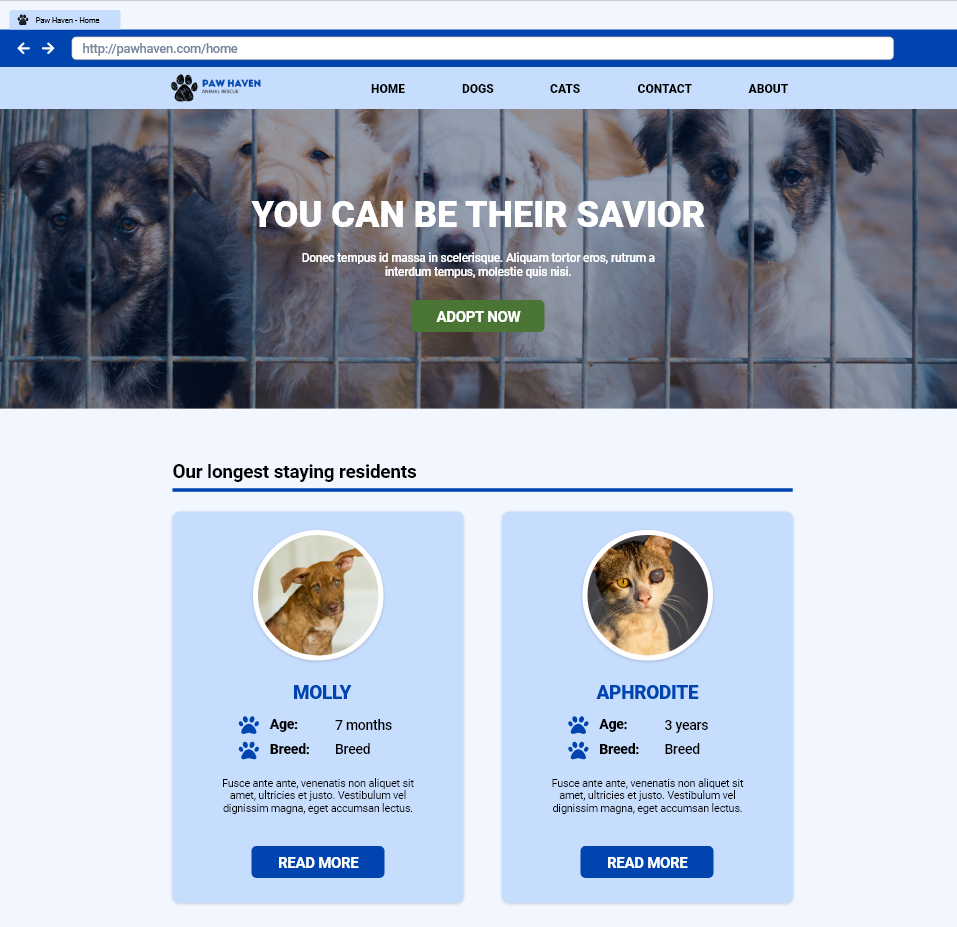 Paw Haven - Home
http://pawhaven.com/home
PAW HAVEN
ANIMAL RESCUE
HOME DOGS CATS CONTACT ABOUT
YOU CAN BE THEIR SAVIOR
Donec tempus id massa in scelerisque. Aliquam tortor eros, rutrum a
interdum tempus, molestie quis nisi.
ADOPT NOW
Our longest staying residents
MOLLY
Age: 7 months
Breed: Breed
Fusce ante ante, venenatis non aliquet sit
amet, ultricies et justo. Vestibulum vel
dignissim magna, eget accumsan lectus.
READ MORE
APHRODITE
Age: 3 years
Breed: Breed
Fusce ante ante, venenatis non aliquet sit
amet, ultricies et justo. Vestibulum vel
dignissim magna, eget accumsan lectus.
READ MORE